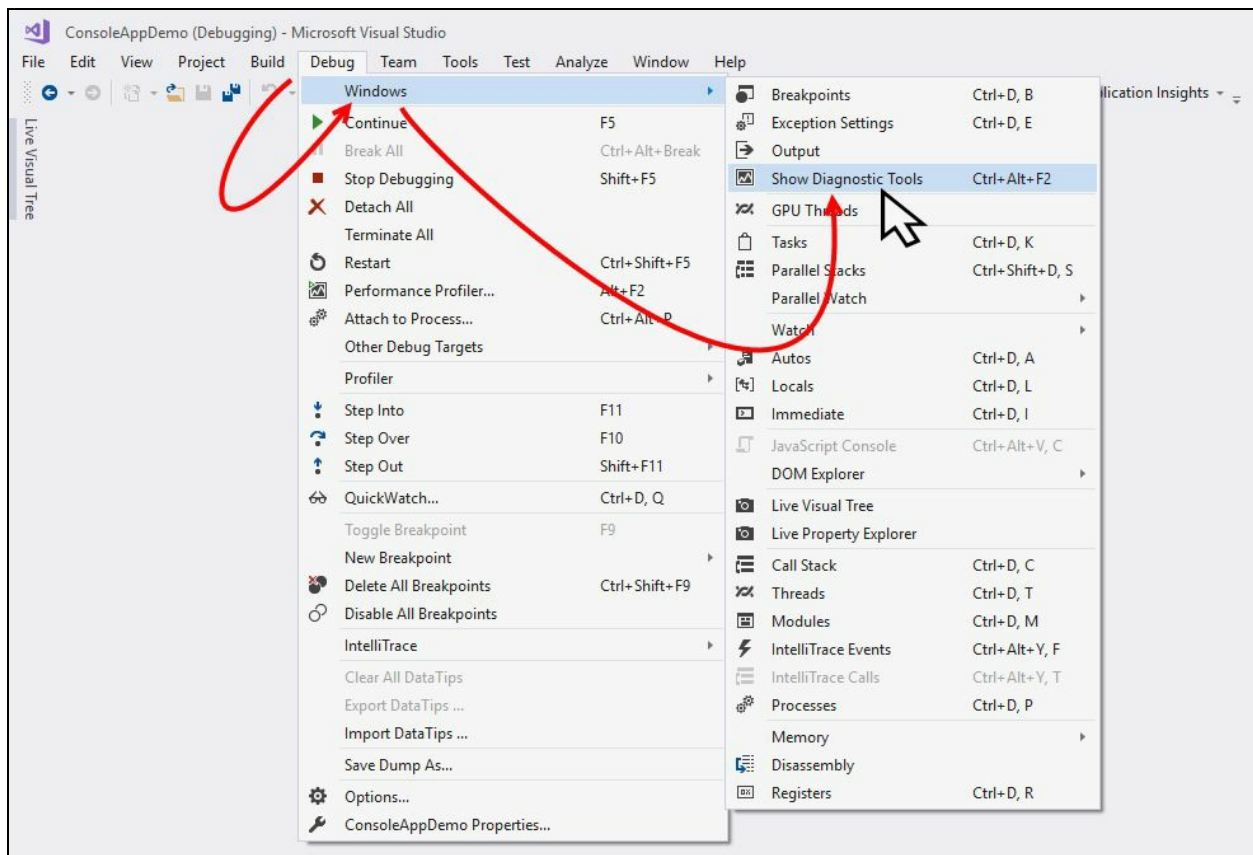 ConsoleAppDemo (Debugging) - Microsoft Visual Studio
File Edit View Project Build Debug Team Tools Test Analyze Window Help
lication Insights
Live Visual Tree
Windows
Continue F5
Break All Ctrl+Alt+Break
Stop Debugging Shift+F5
Detach All
Terminate All
Restart Ctrl+Shift+F5
Performance Profiler... Alt+F2
Attach to Process... Ctrl+Alt+P
Other Debug Targets
Profiler
Step Into F11
Step Over F10
Step Out Shift+F11
QuickWatch... Ctrl+D, Q
Toggle Breakpoint F9
New Breakpoint
Delete All Breakpoints Ctrl+Shift+F9
Disable All Breakpoints
IntelliTrace
Clear All DataTips
Export DataTips ...
Import DataTips ...
Save Dump As...
Options...
ConsoleAppDemo Properties...
Breakpoints Ctrl+D, B
Exception Settings Ctrl+D, E
Output
Show Diagnostic Tools Ctrl+Alt+F2
GPU Threads
Tasks Ctrl+D, K
Parallel Stacks Ctrl+Shift+D, S
Parallel Watch
Watch
Autos Ctrl+D, A
Locals Ctrl+D, L
Immediate Ctrl+D, I
JavaScript Console Ctrl+Alt+V, C
DOM Explorer
Live Visual Tree
Live Property Explorer
Call Stack Ctrl+D, C
Threads Ctrl+D, T
Modules Ctrl+D, M
IntelliTrace Events Ctrl+Alt+Y, F
IntelliTrace Calls Ctrl+Alt+Y, T
Processes Ctrl+D, P
Memory
Disassembly
Registers Ctrl+D, R